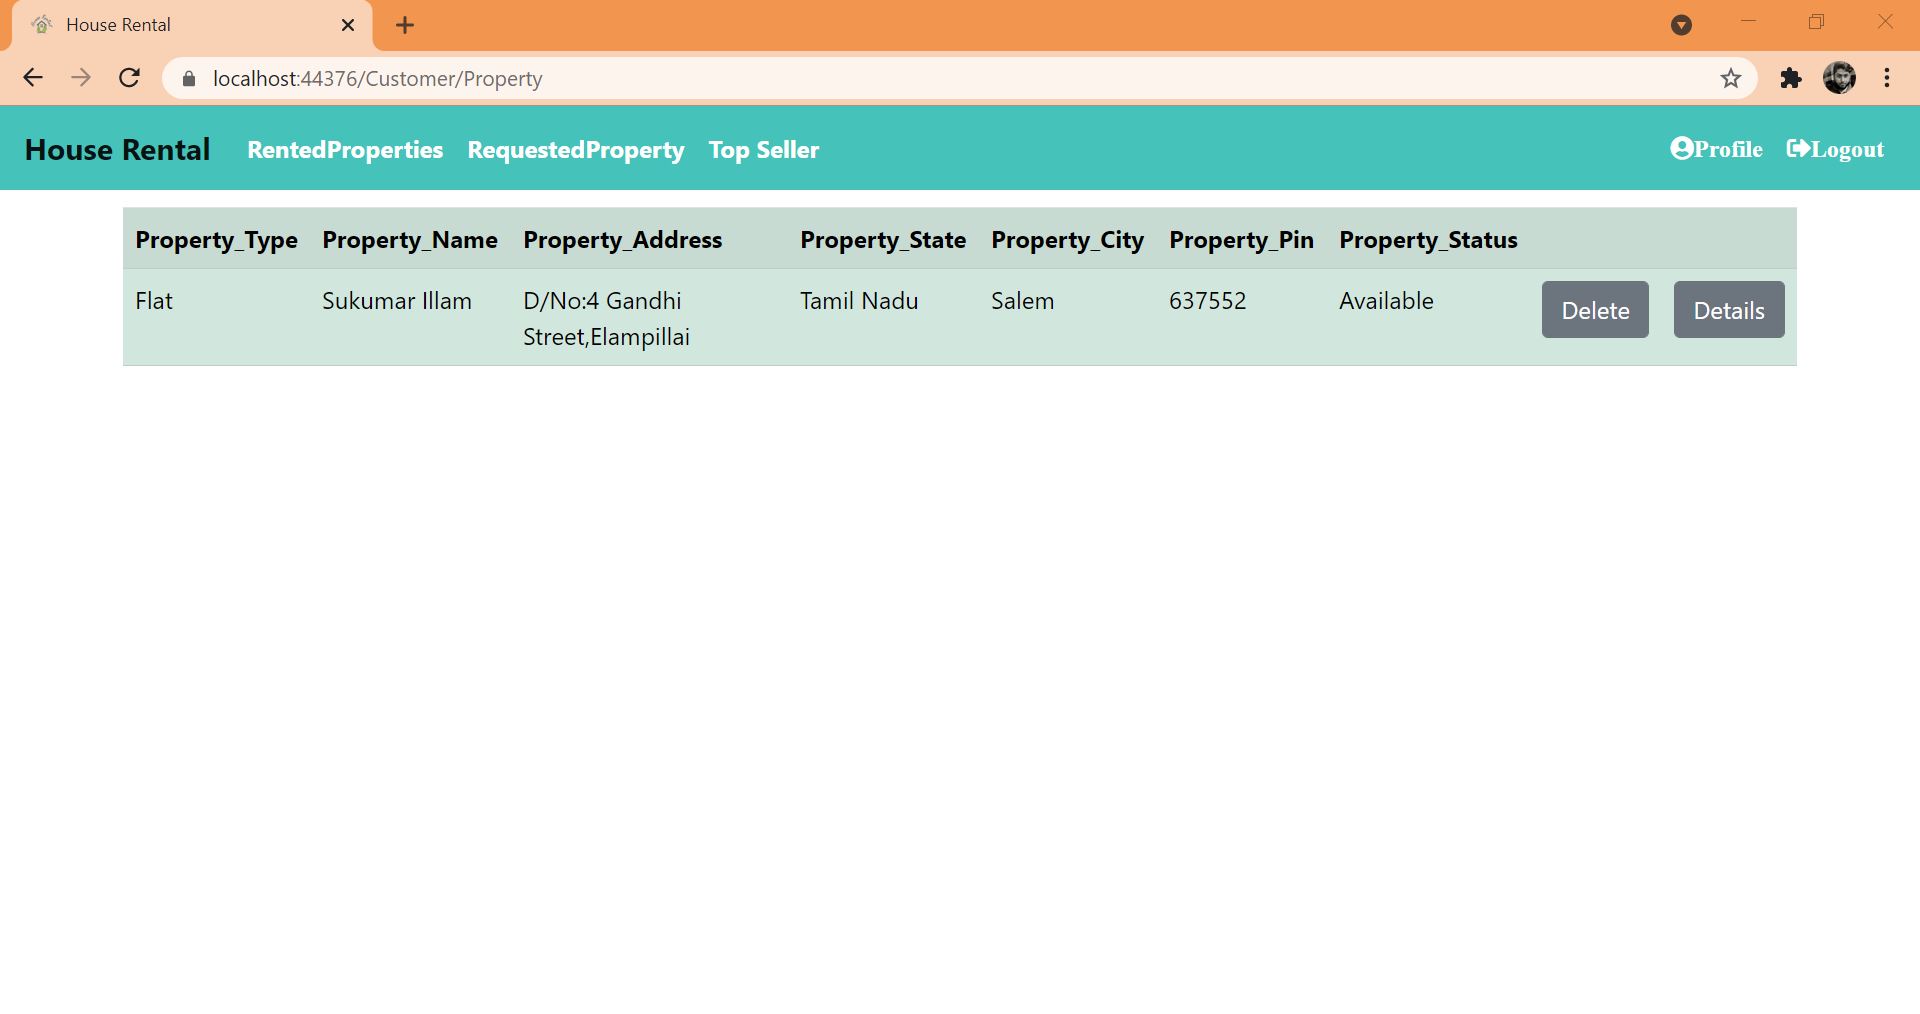 House Rental
localhost:44376/Customer/Property
House Rental RentedProperties RequestedProperty Top Seller Profile Logout
Property_Type Property_Name Property_Address Property_State Property_City Property_Pin Property_Status
Flat Sukumar Illam D/No:4 Gandhi Tamil Nadu Salem 637552 Available Delete Details
Street,Elampillai